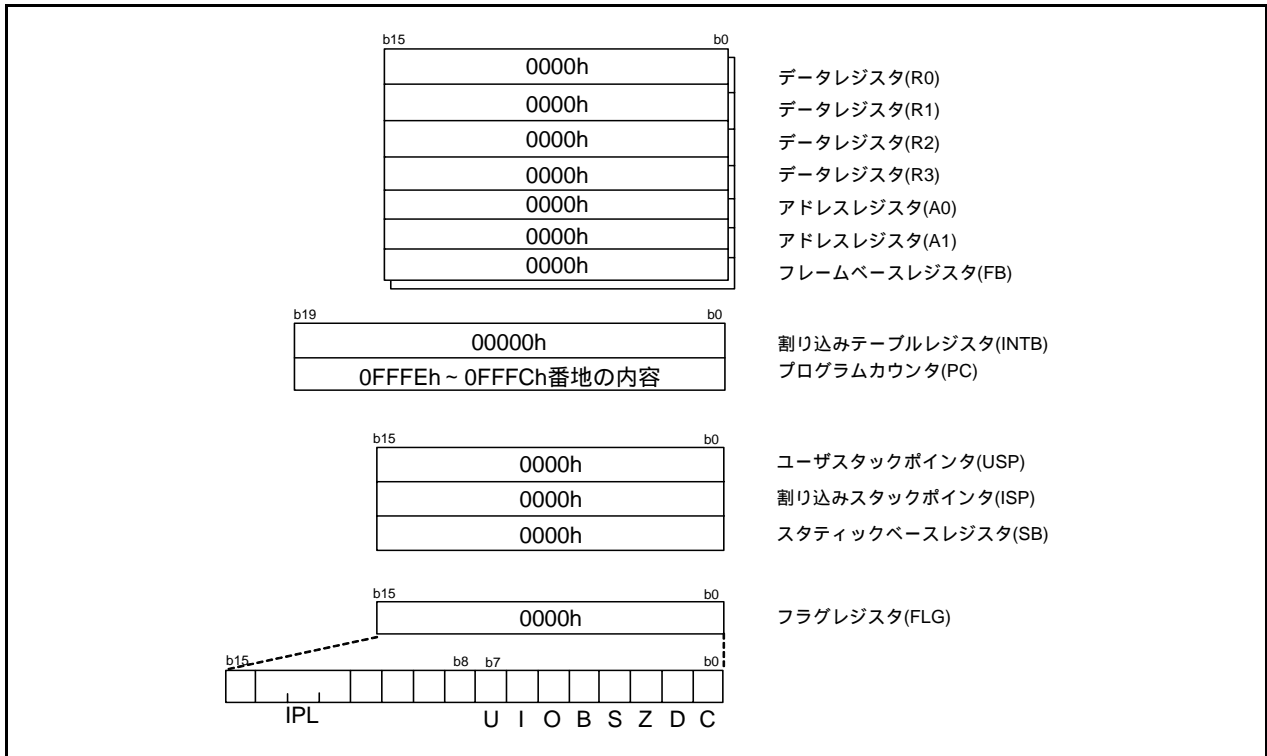 b15 b0
0000h
データレジスタ(R0)
0000h
データレジスタ(R1)
0000h
データレジスタ(R2)
0000h
データレジスタ(R3)
0000h
アドレスレジスタ(A0)
0000h
アドレスレジスタ(A1)
0000h
フレームベースレジスタ(FB)
b19 b0
00000h
割り込みテーブルレジスタ(INTB)
0FFFEh~0FFFCh番地の内容
プログラムカウンタ(PC)
b15 b0
0000h
ユーザスタックポインタ(USP)
0000h
割り込みスタックポインタ(ISP)
0000h
スタティックベースレジスタ(SB)
b15 b0
0000h
フラグレジスタ(FLG)
b15 b8 b7 b0
IPL U I O B S Z D C